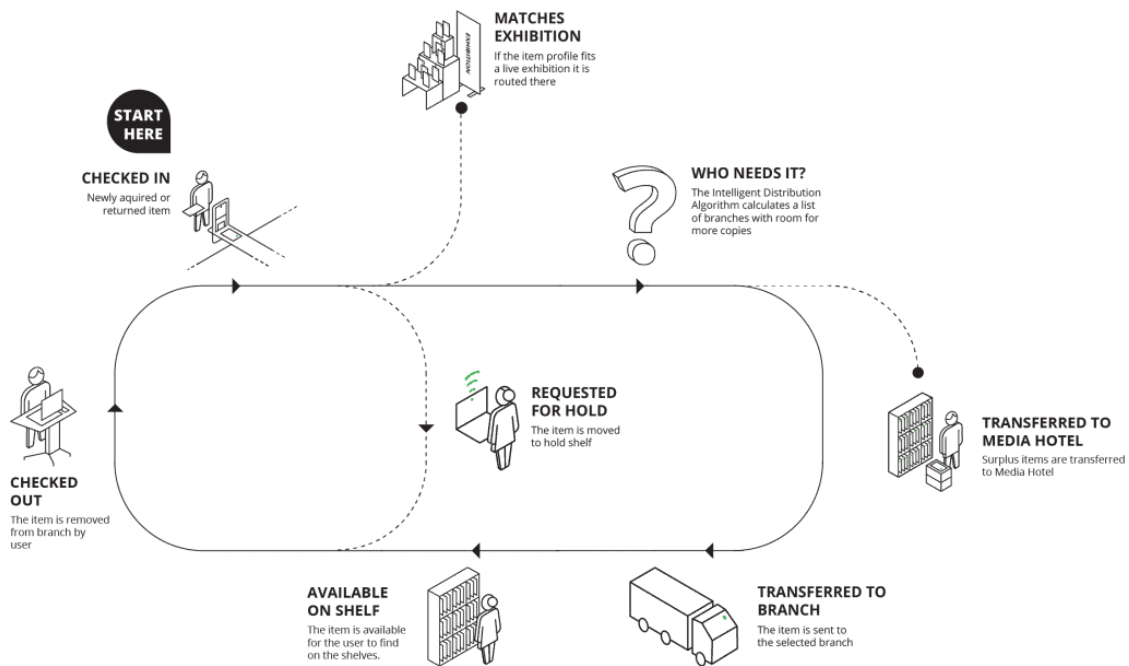 START
HERE
CHECKED IN
Newly aquired or
returned item
MATCHES
EXHIBITION
If the item profile fits
a live exhibition it is
routed there
EXHIBITION
WHO NEEDS IT?
The Intelligent Distribution
Algorithm calculates a list
of branches with room for
more copies
REQUESTED
FOR HOLD
The item is moved
to hold shelf
TRANSFERRED TO
MEDIA HOTEL
Surplus items are transferred
to Media Hotel
CHECKED
OUT
The item is removed
from branch by
user
AVAILABLE
ON SHELF
The item is available
for the user to find
on the shelves.
TRANSFERRED TO
BRANCH
The item is sent to
the selected branch